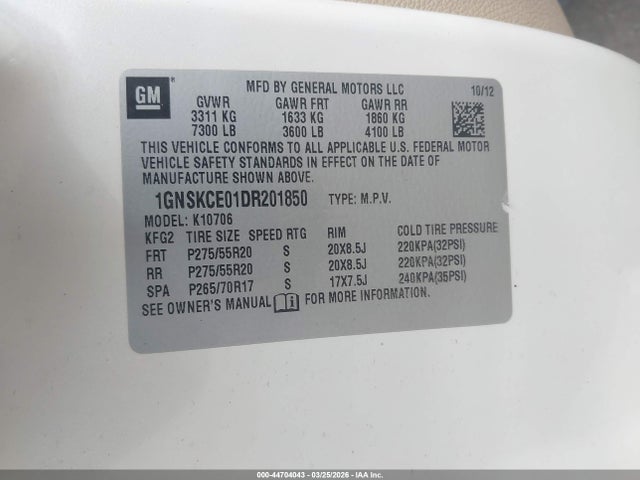 GM
MFD BY GENERAL MOTORS LLC 10/12
GVWR GAWR FRT GAWR RR
3311 KG 1633 KG 1860 KG
7300 LB 3600 LB 4100 LB
THIS VEHICLE CONFORMS TO ALL APPLICABLE U.S. FEDERAL MOTOR
VEHICLE SAFETY STANDARDS IN EFFECT ON THE DATE OF
MANUFACTURE SHOWN ABOVE.
1GNSKCE01DR201850 TYPE: M.P.V.
MODEL: K10706
KFG2 TIRE SIZE SPEED RTG RIM COLD TIRE PRESSURE
FRT P275/55R20 S 20X8.5J 220KPA(32PSI)
RR P275/55R20 S 20X8.5J 220KPA(32PSI)
SPA P265/70R17 S 17X7.5J 240KPA(35PSI)
SEE OWNER'S MANUAL FOR MORE INFORMATION.
000-44704043 | 03/25/2026 | IAA Inc.